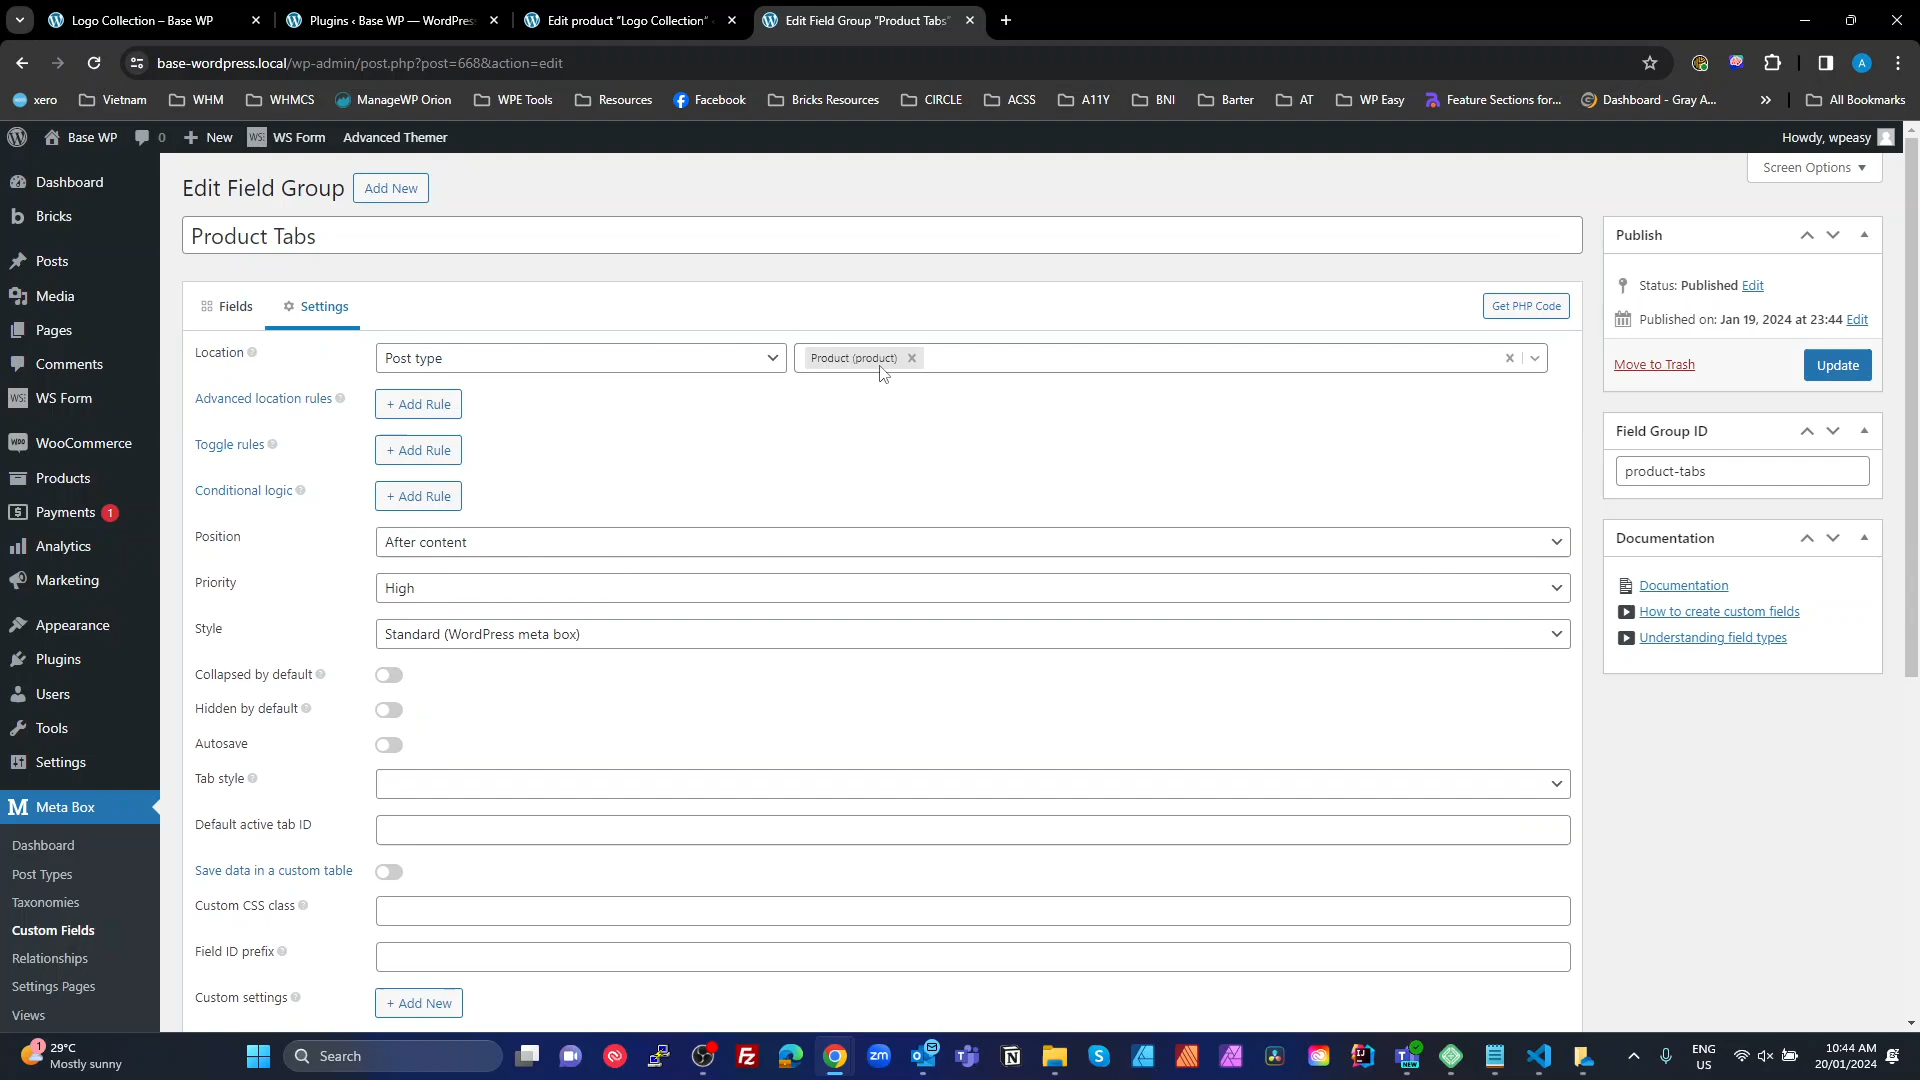 Logo Collection – Base WP
Plugins ‹ Base WP — WordPres
Edit product "Logo Collection"
Edit Field Group "Product Tabs"
base-wordpress.local/wp-admin/post.php?post=668&action=edit
A
xero
Vietnam
WHM
WHMCS
ManageWP Orion
WPE Tools
Resources
Facebook
Bricks Resources
CIRCLE
ACSS
A11Y
BNI
Barter
AT
WP Easy
Feature Sections for...
Dashboard - Gray A...
»
All Bookmarks
Base WP
0
New
WS Form
Advanced Themer
Howdy, wpeasy
Dashboard
Bricks
Posts
Media
Pages
Comments
WS Form
WooCommerce
Products
Payments 1
Analytics
Marketing
Appearance
Plugins
Users
Tools
Settings
Meta Box
Dashboard
Post Types
Taxonomies
Custom Fields
Relationships
Settings Pages
Views
Screen Options
Edit Field Group
Add New
Product Tabs
Fields
Settings
Get PHP Code
Location
Post type
Product (product)
Advanced location rules
+ Add Rule
Toggle rules
+ Add Rule
Conditional logic
+ Add Rule
Position
After content
Priority
High
Style
Standard (WordPress meta box)
Collapsed by default
Hidden by default
Autosave
Tab style
Default active tab ID
Save data in a custom table
Custom CSS class
Field ID prefix
Custom settings
+ Add New
Publish
Status: Published Edit
Published on: Jan 19, 2024 at 23:44 Edit
Move to Trash
Update
Field Group ID
product-tabs
Documentation
Documentation
How to create custom fields
Understanding field types
1
29°C
Mostly sunny
Search
FZ
zm
NEW
ENG
US
10:44 AM
20/01/2024